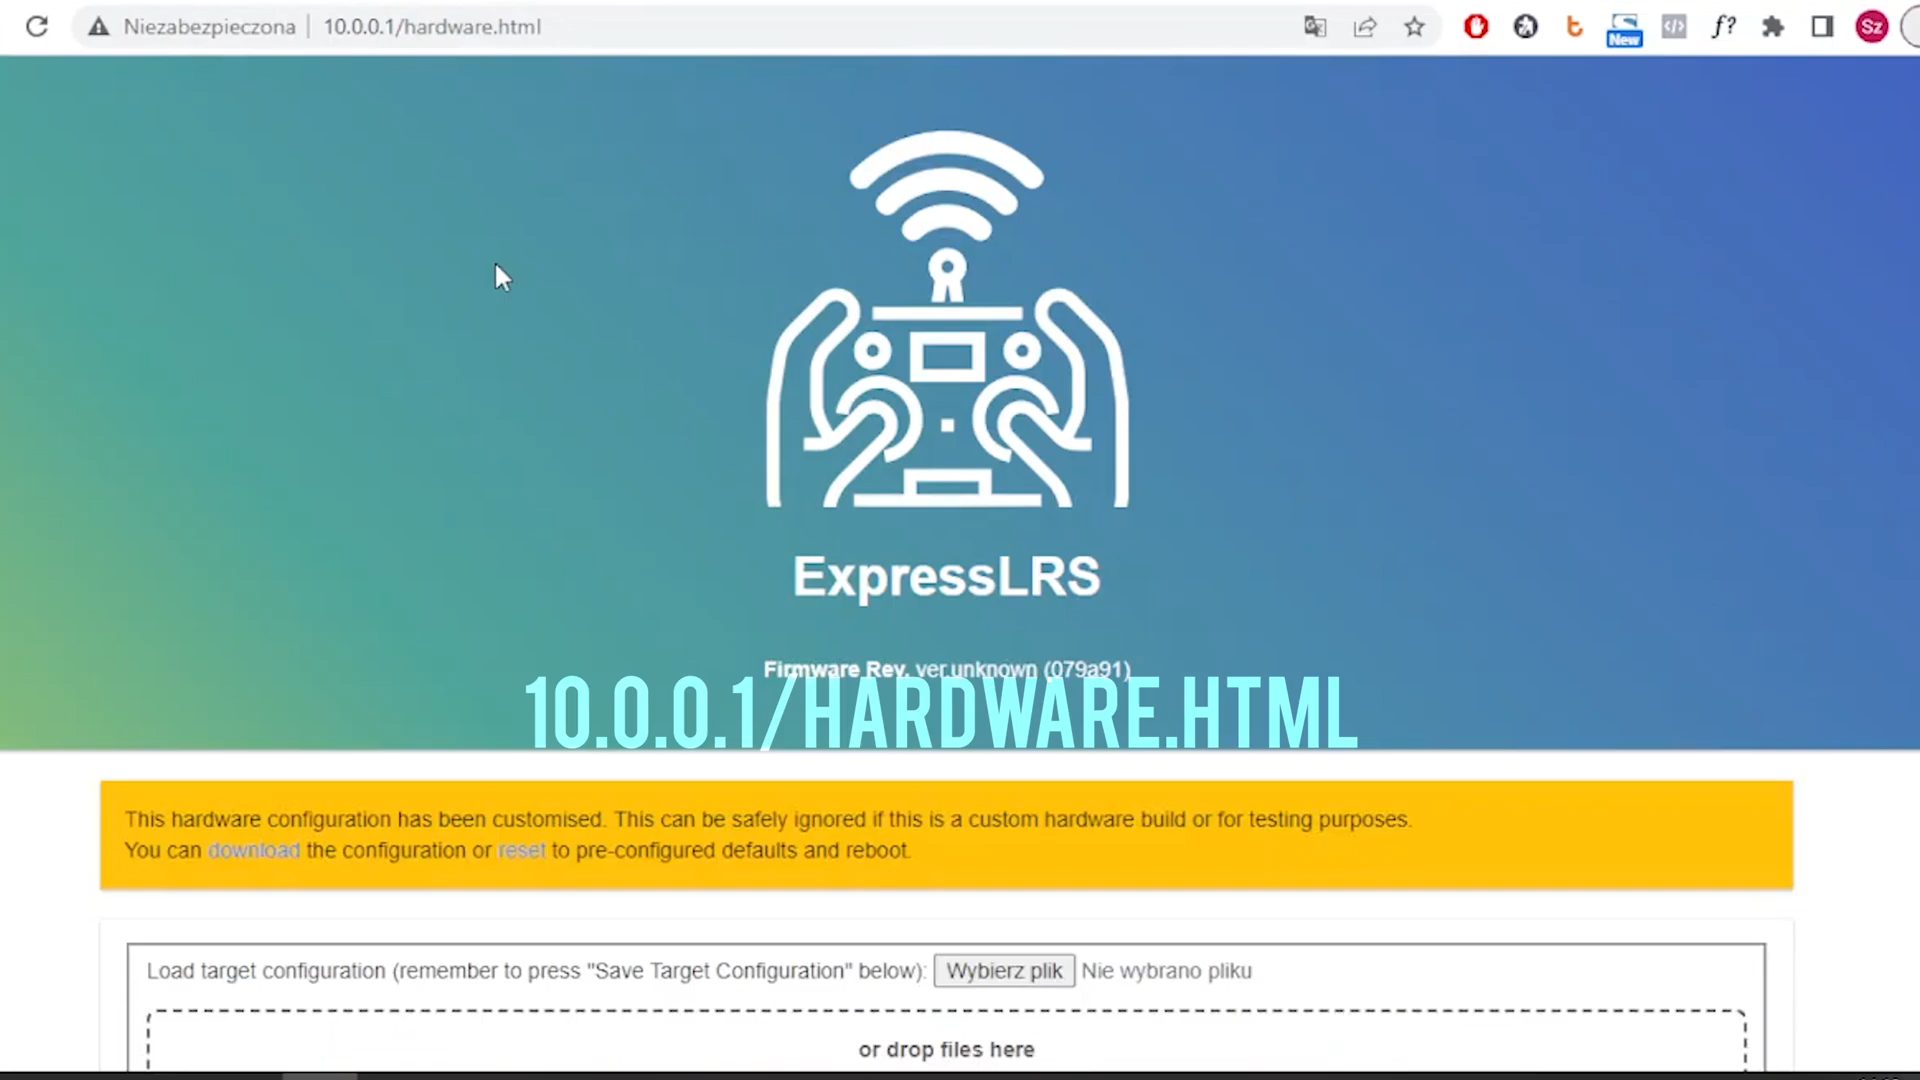 Niezabezpieczona | 10.0.0.1/hardware.html
New
Sz
ExpressLRS
Firmware Rev. ver.unknown (079a91)
10.0.0.1/HARDWARE.HTML
This hardware configuration has been customised. This can be safely ignored if this is a custom hardware build or for testing purposes.
You can download the configuration or reset to pre-configured defaults and reboot.
Load target configuration (remember to press "Save Target Configuration" below): Wybierz plik Nie wybrano pliku
or drop files here